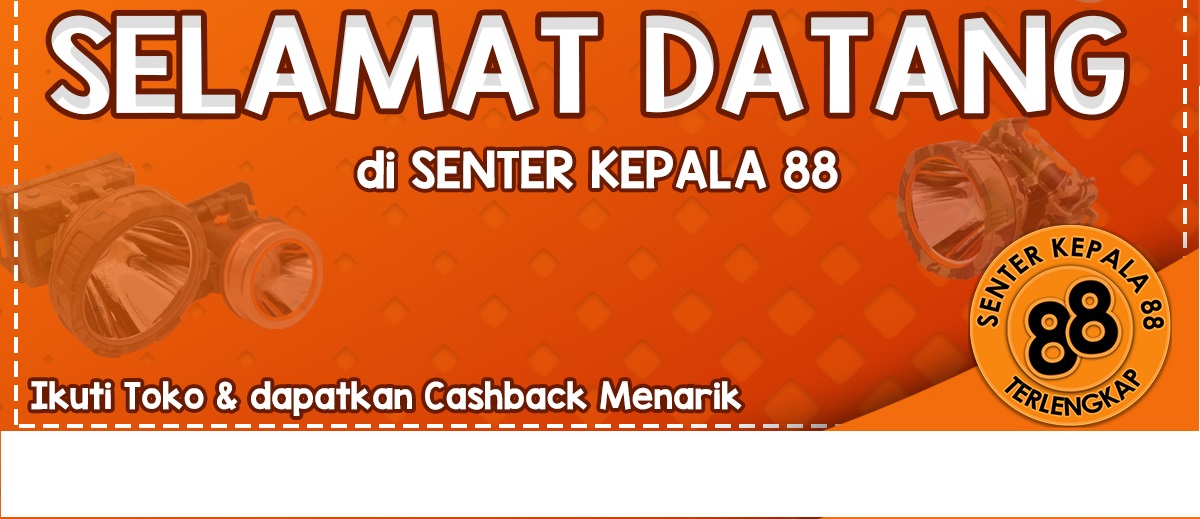 SELAMAT DATANG
di SENTER KEPALA 88
SENTER KEPALA 88
88
TERLENGKAP
Ikuti Toko & dapatkan Cashback Menarik